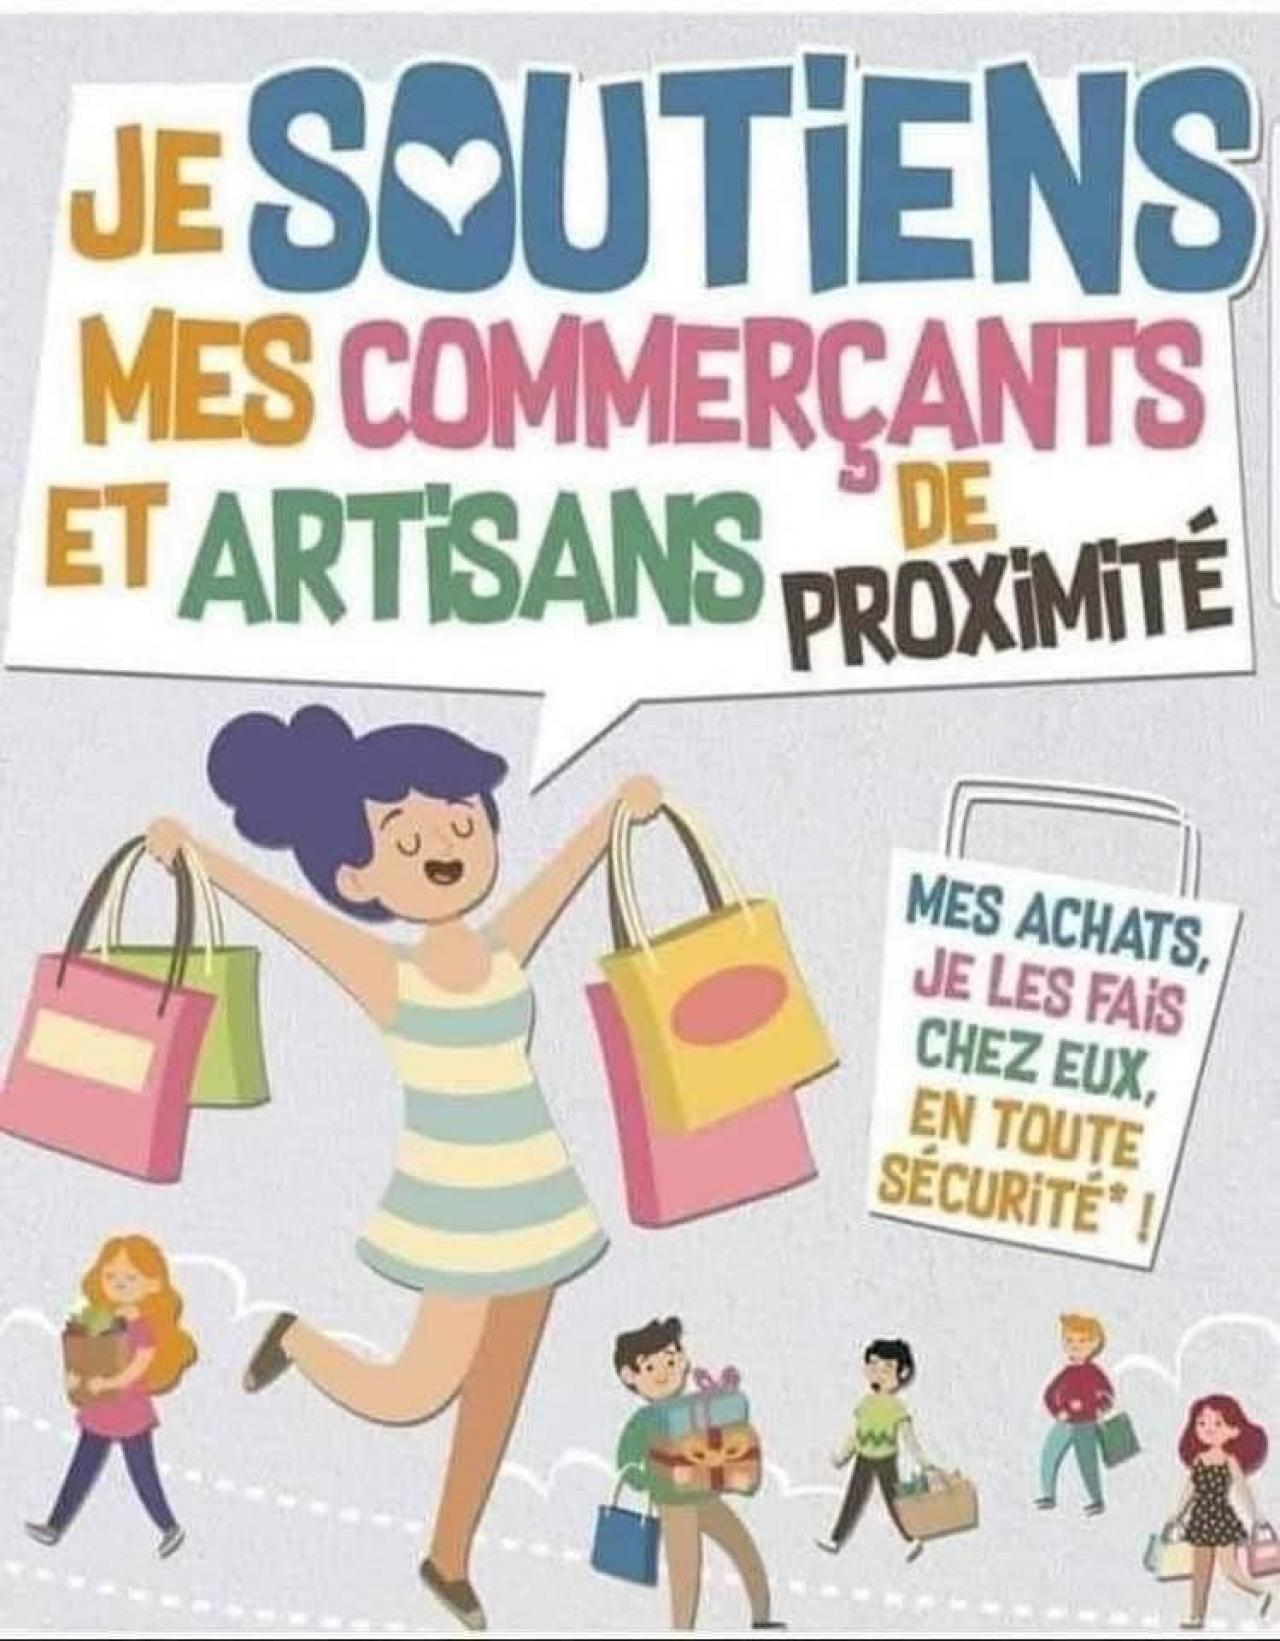 JE SOUTIENS
MES COMMERÇANTS
ET ARTISANS DE
PROXIMITÉ
MES ACHATS,
JE LES FAIS
CHEZ EUX,
EN TOUTE
SÉCURITÉ* !